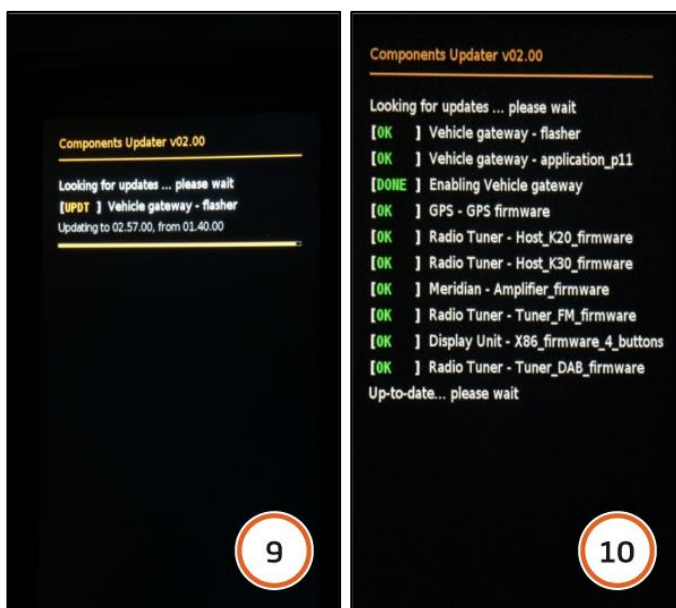 Components Updater v02.00
Looking for updates ... please wait
[UPDT ] Vehicle gateway - flasher
Updating to 02.57.00, from 01.40.00
9
Components Updater v02.00
Looking for updates ... please wait
[OK ] Vehicle gateway - flasher
[OK ] Vehicle gateway - application_p11
[DONE ] Enabling Vehicle gateway
[OK ] GPS - GPS firmware
[OK ] Radio Tuner - Host_K20_firmware
[OK ] Radio Tuner - Host_K30_firmware
[OK ] Meridian - Amplifier_firmware
[OK ] Radio Tuner - Tuner_FM_firmware
[OK ] Display Unit - X86_firmware_4_buttons
[OK ] Radio Tuner - Tuner_DAB_firmware
Up-to-date... please wait
10